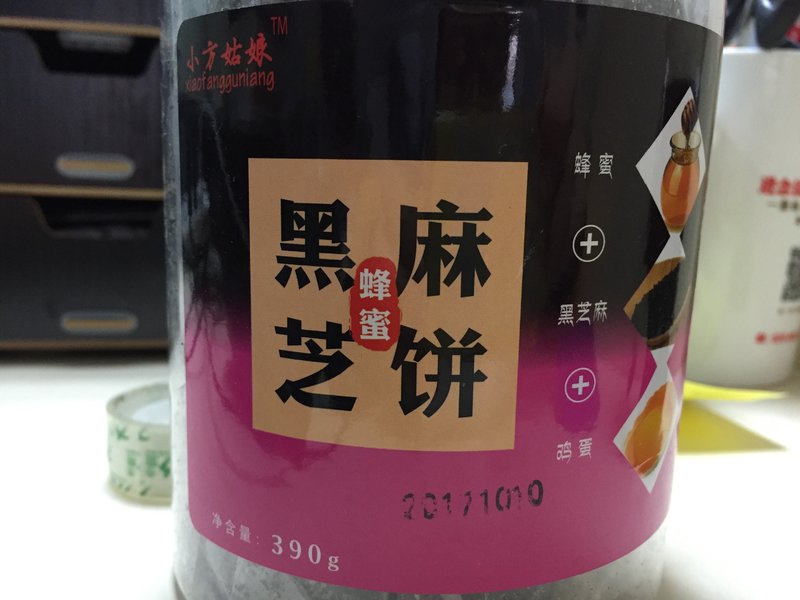 小方姑娘TM
xiaofangguniang
黑芝麻饼
蜂蜜
蜂蜜
+
黑芝麻
+
鸡蛋
20171010
净含量：390g